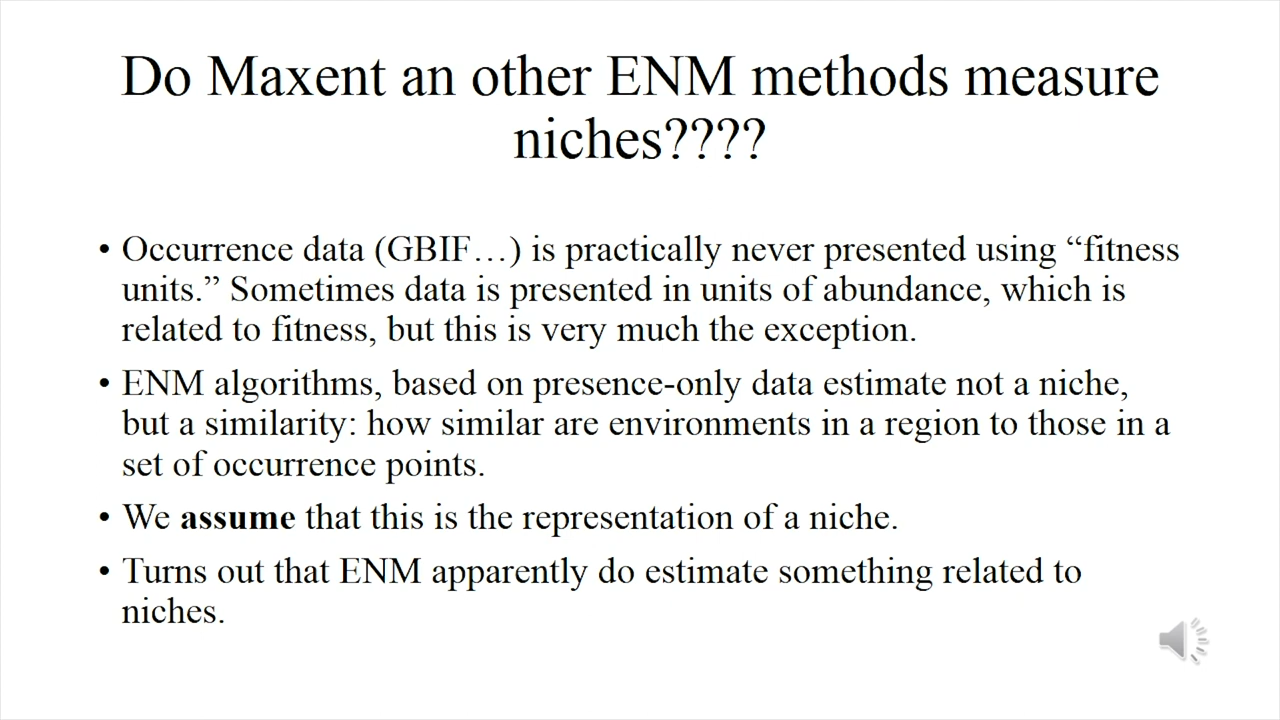 Do Maxent an other ENM methods measure
niches????
• Occurrence data (GBIF…) is practically never presented using “fitness
units.” Sometimes data is presented in units of abundance, which is
related to fitness, but this is very much the exception.
• ENM algorithms, based on presence-only data estimate not a niche,
but a similarity: how similar are environments in a region to those in a
set of occurrence points.
• We assume that this is the representation of a niche.
• Turns out that ENM apparently do estimate something related to
niches.